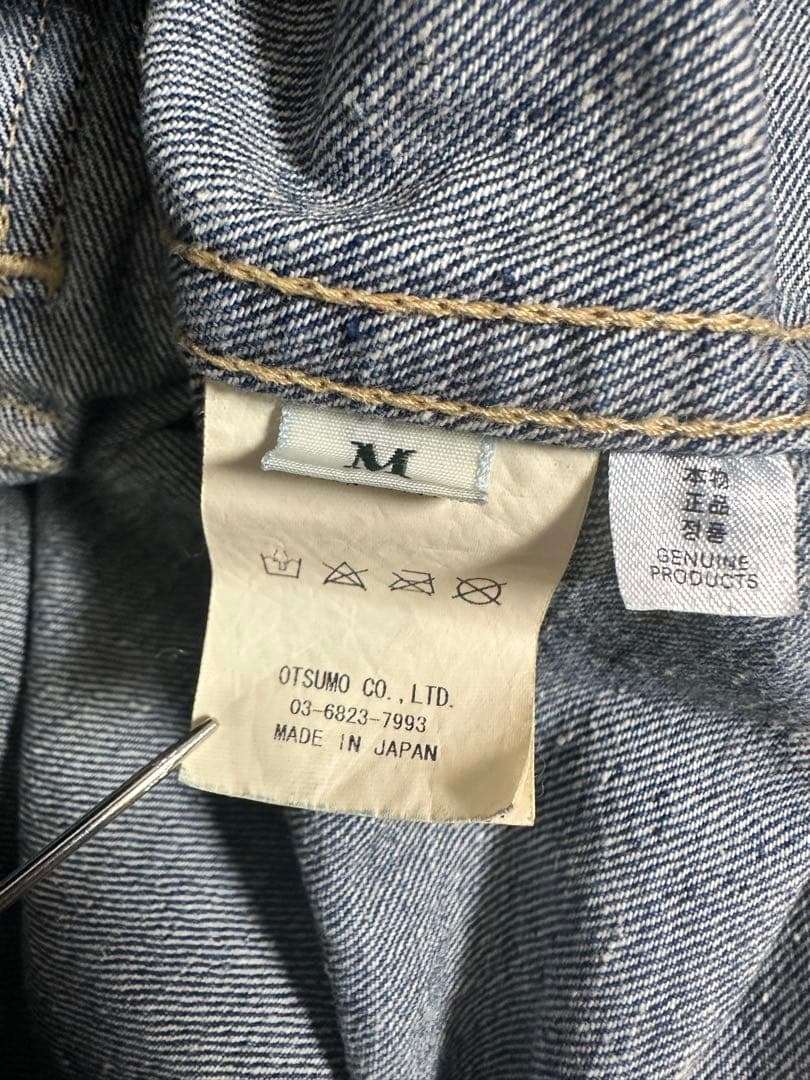 M
OTSUMO CO.,LTD.
03-6823-7993
MADE IN JAPAN
本物
正品
정품
GENUINE
PRODUCTS